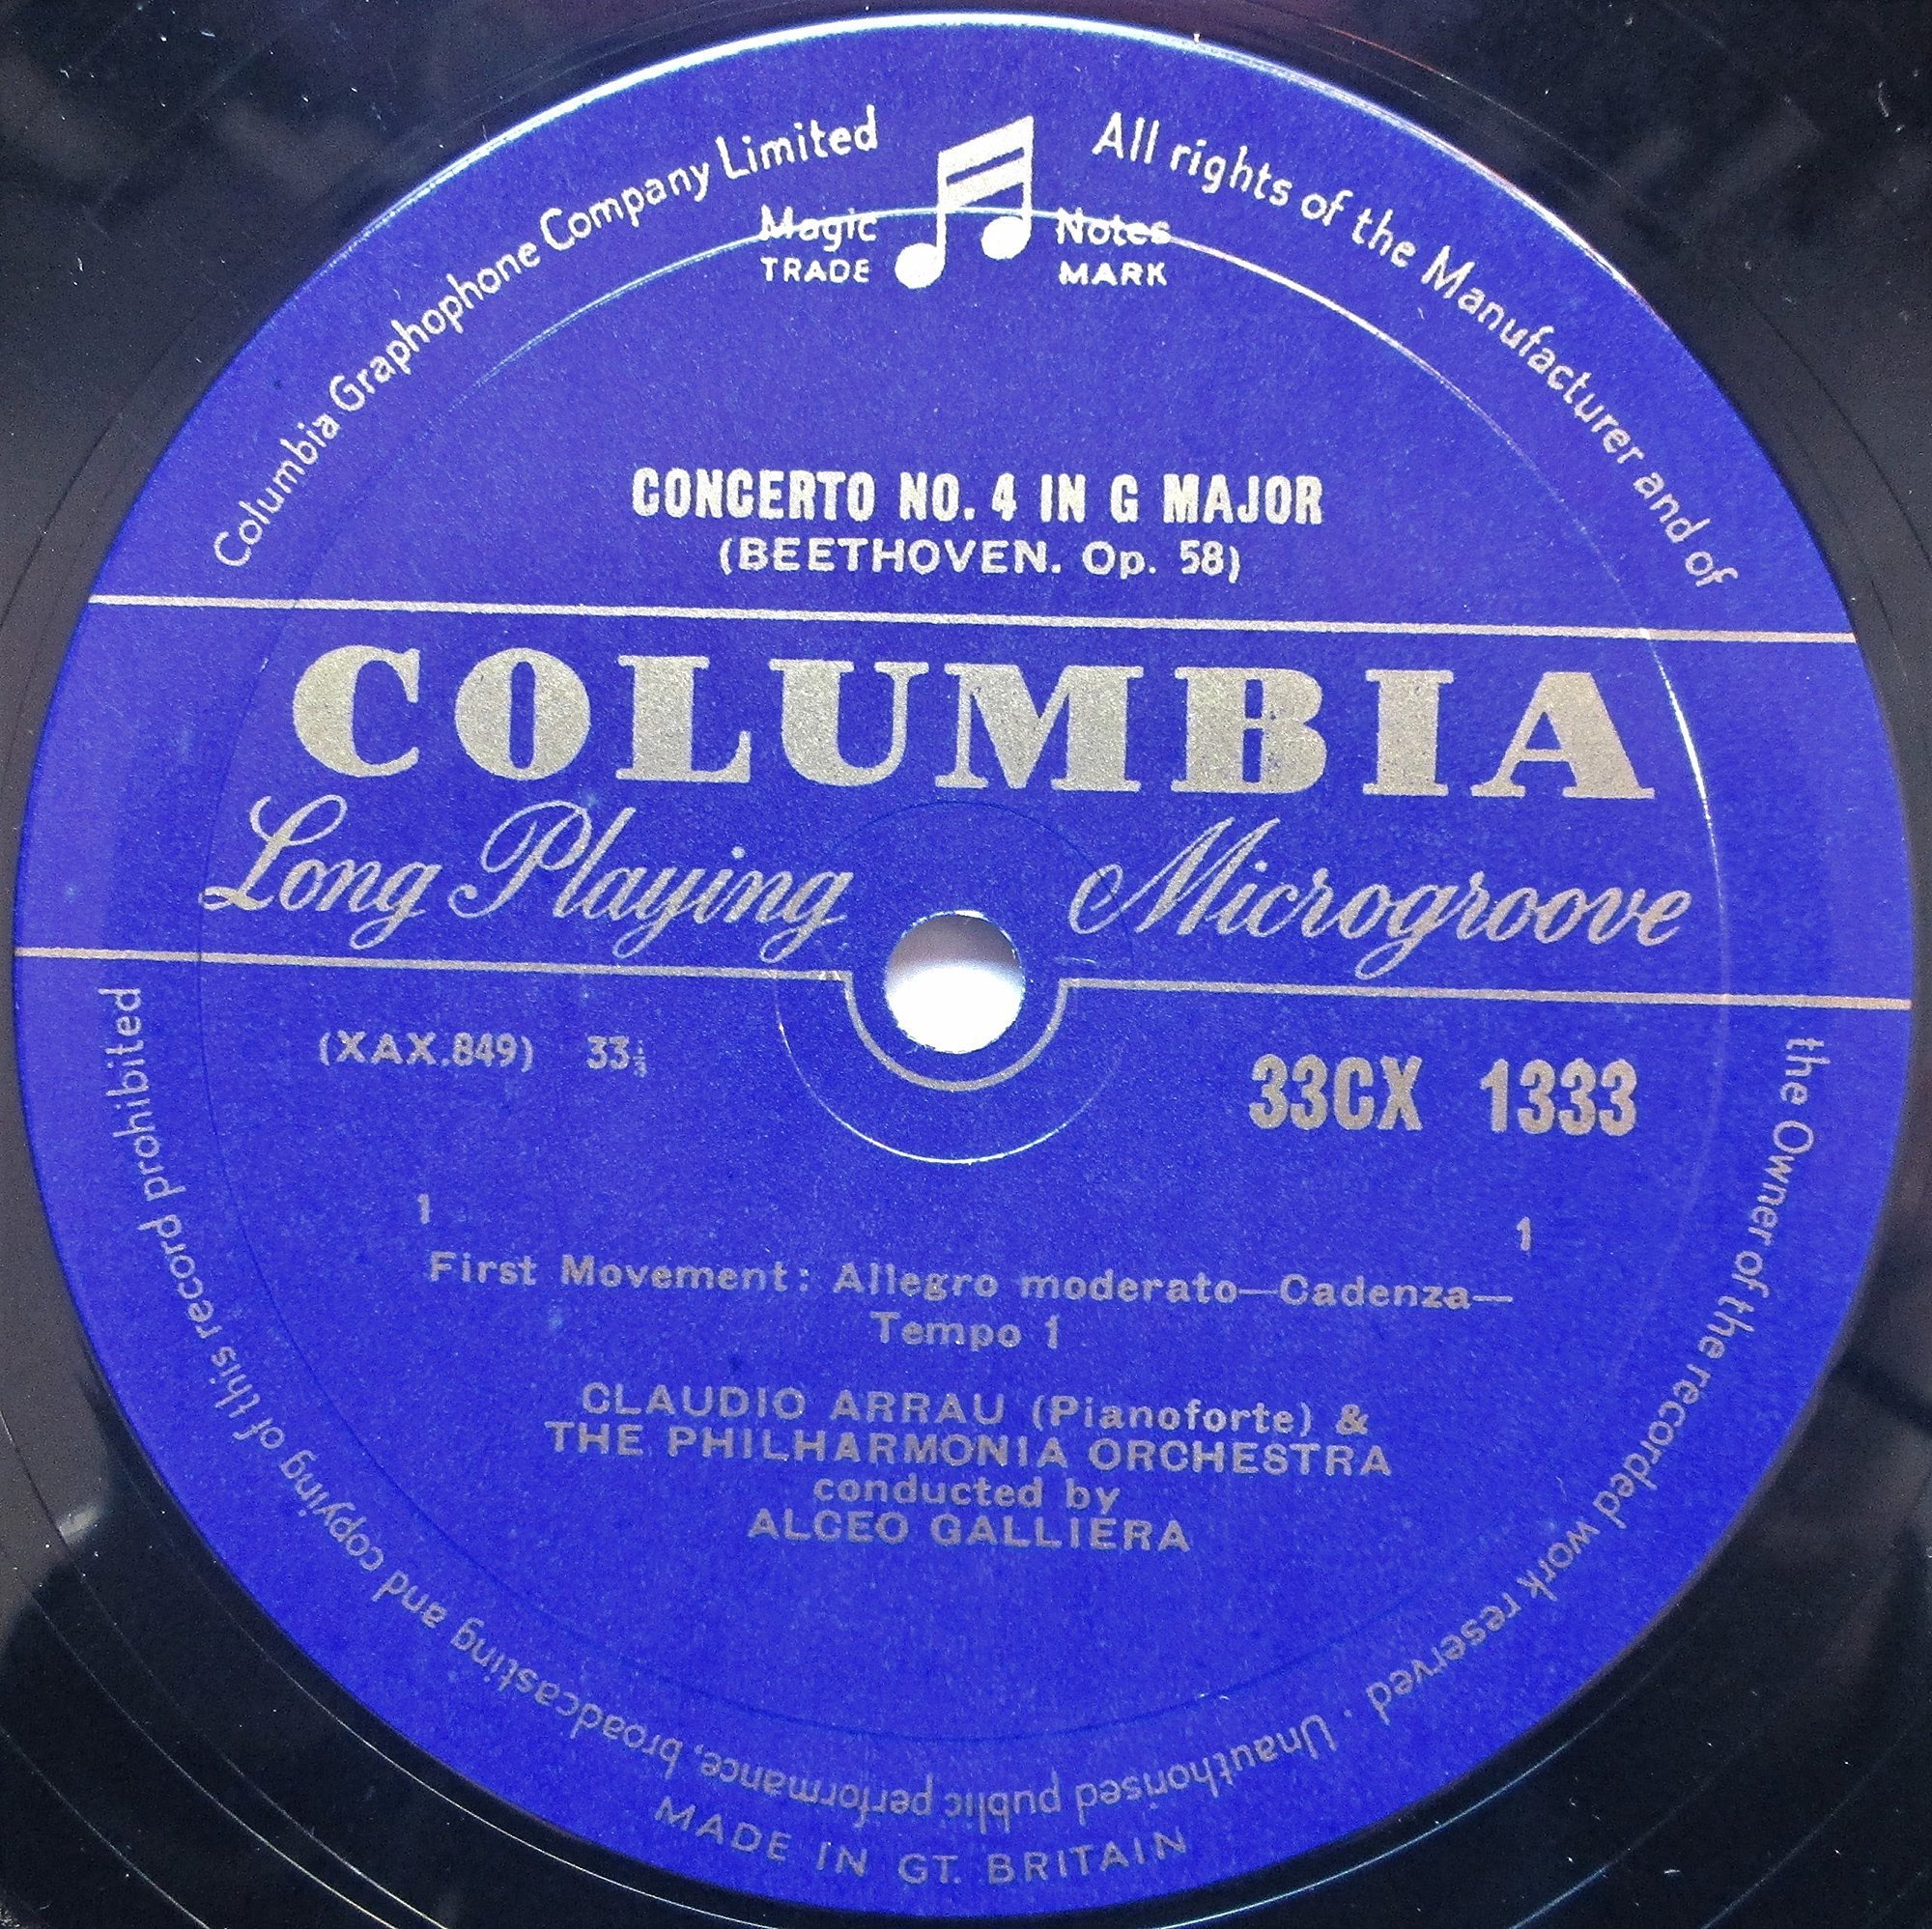 Columbia Graphophone Company Limited
All rights of the Manufacturer and of
the Owner of the recorded work reserved · Unauthorised public performance, broadcasting and copying of this record prohibited
Magic Notes
TRADE MARK
CONCERTO NO. 4 IN G MAJOR
(BEETHOVEN. Op. 58)
COLUMBIA
Long Playing Microgroove
(XAX.849) 33⅓
33CX 1333
1 1
First Movement: Allegro moderato—Cadenza—
Tempo 1
CLAUDIO ARRAU (Pianoforte) &
THE PHILHARMONIA ORCHESTRA
conducted by
ALCEO GALLIERA
MADE IN GT. BRITAIN